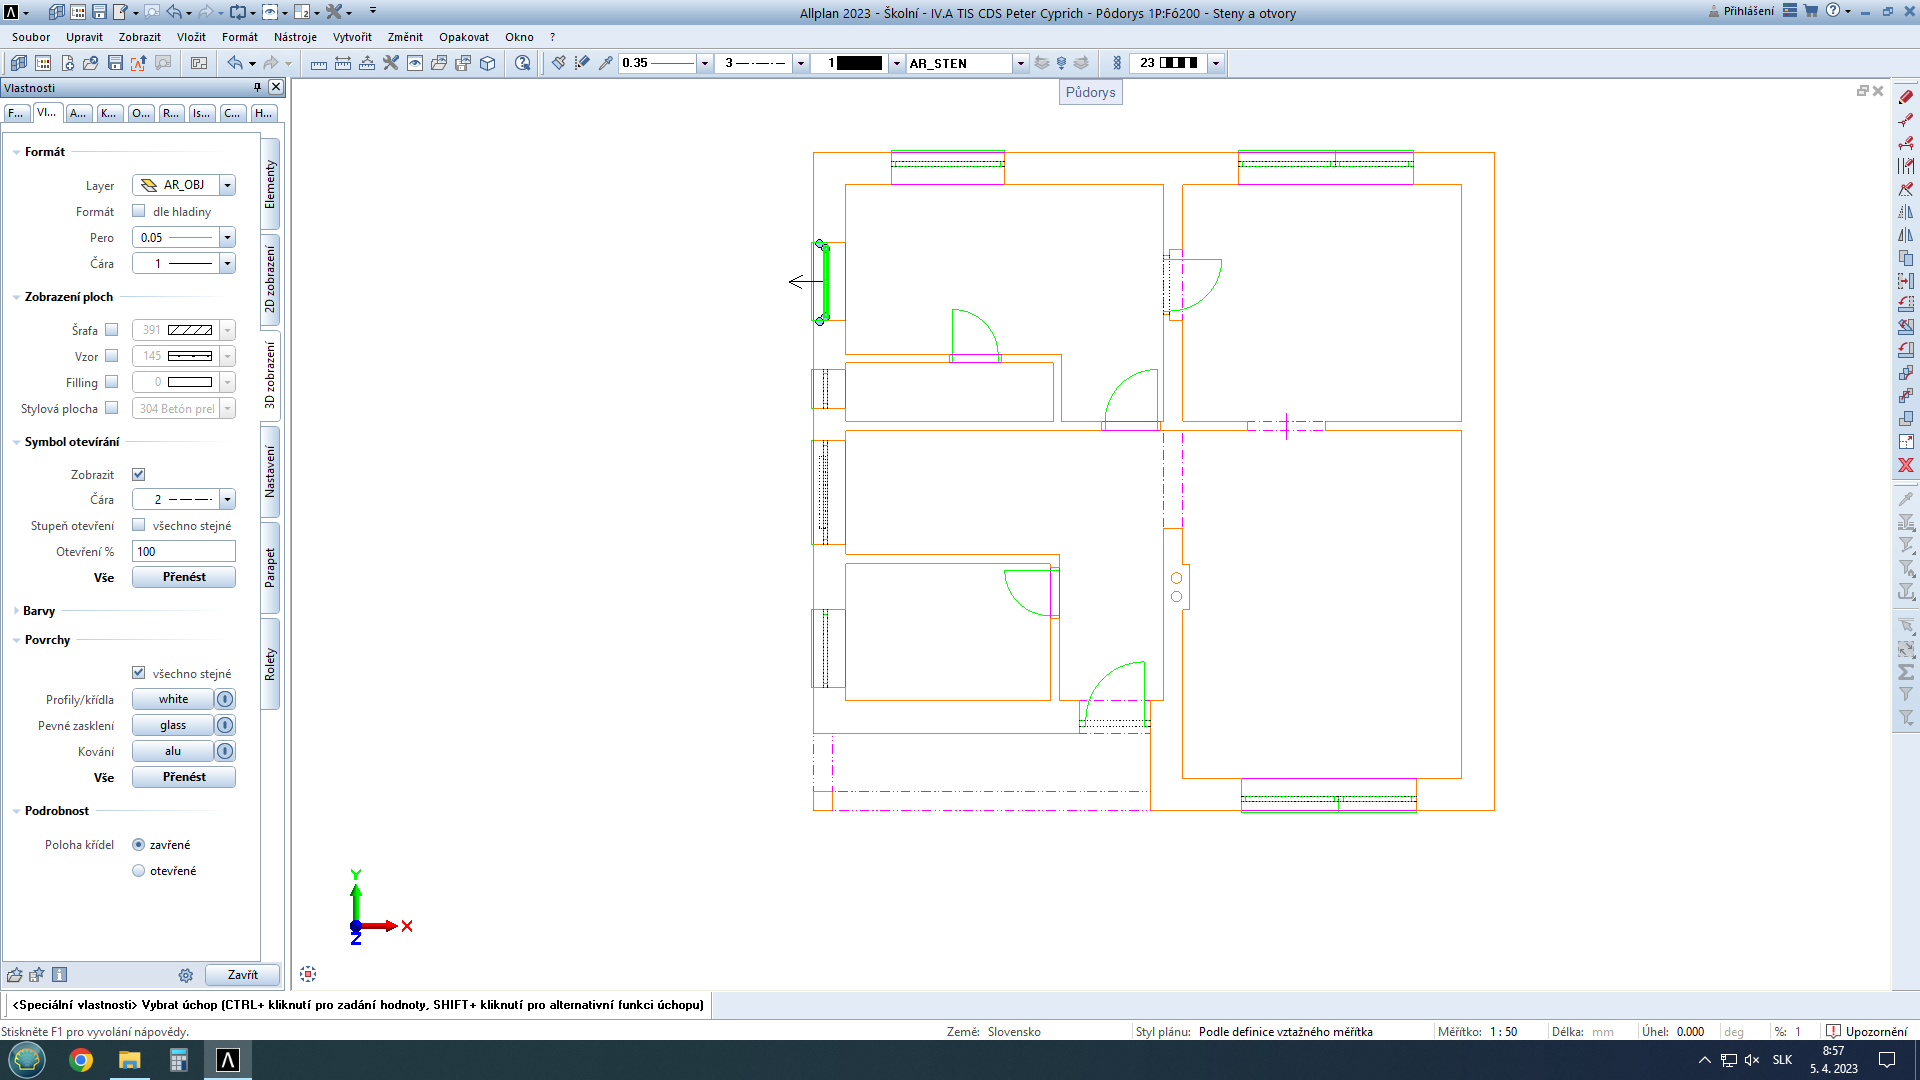 Allplan 2023 - Školní - IV.A TIS CDS Peter Cyprich - Pôdorys 1P:F6200 - Steny a otvory
Přihlášení
Soubor Upravit Zobrazit Vložit Formát Nástroje Vytvořit Změnit Opakovat Okno ?
0.35 3 1 AR_STEN 23
Vlastnosti
Půdorys
F... Vl... A... K... O... R... Is... C... H...
Formát
Layer AR_OBJ
Formát dle hladiny
Pero 0.05
Čára 1
Zobrazení ploch
Šrafa 391
Vzor 145
Filling 0
Stylová plocha 304 Betón prel
Symbol otevírání
Zobrazit
Čára 2
Stupeň otevření všechno stejné
Otevření % 100
Vše Přenést
Barvy
Povrchy
všechno stejné
Profily/křídla white
Pevné zasklení glass
Kování alu
Vše Přenést
Podrobnost
Poloha křídel zavřené
otevřené
Elementy
2D zobrazení
3D zobrazení
Nastavení
Parapet
Rolety
Zavřít
Y
X
Z
<Speciální vlastnosti> Vybrat úchop (CTRL+ kliknutí pro zadání hodnoty, SHIFT+ kliknutí pro alternativní funkci úchopu)
Stiskněte F1 pro vyvolání nápovědy.
Země: Slovensko
Styl plánu: Podle definice vztažného měřítka
Měřítko: 1 : 50
Délka: mm
Úhel: 0.000 deg
%: 1
Upozornění
SLK
8:57
5. 4. 2023